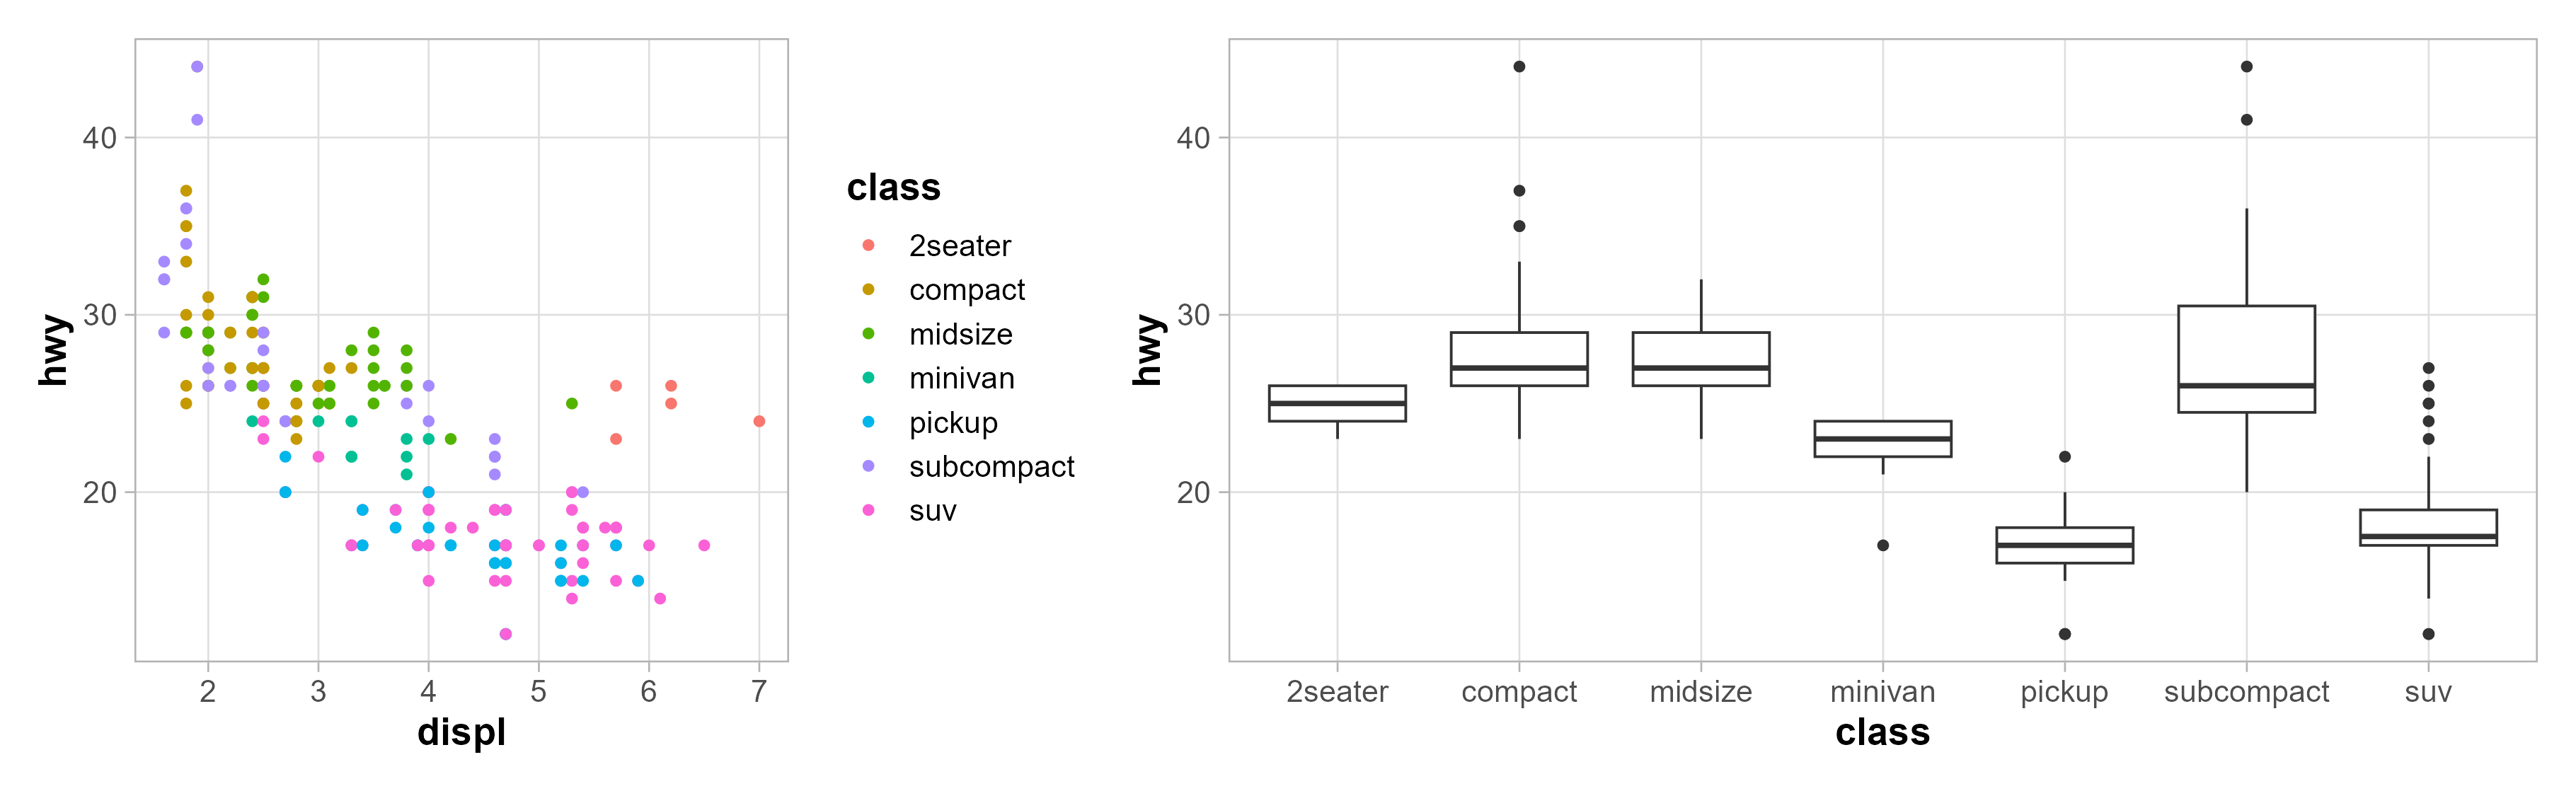 hwy
40
30
20
2 3 4 5 6 7
displ
class
2seater
compact
midsize
minivan
pickup
subcompact
suv
hwy
40
30
20
2seater compact midsize minivan pickup subcompact suv
class